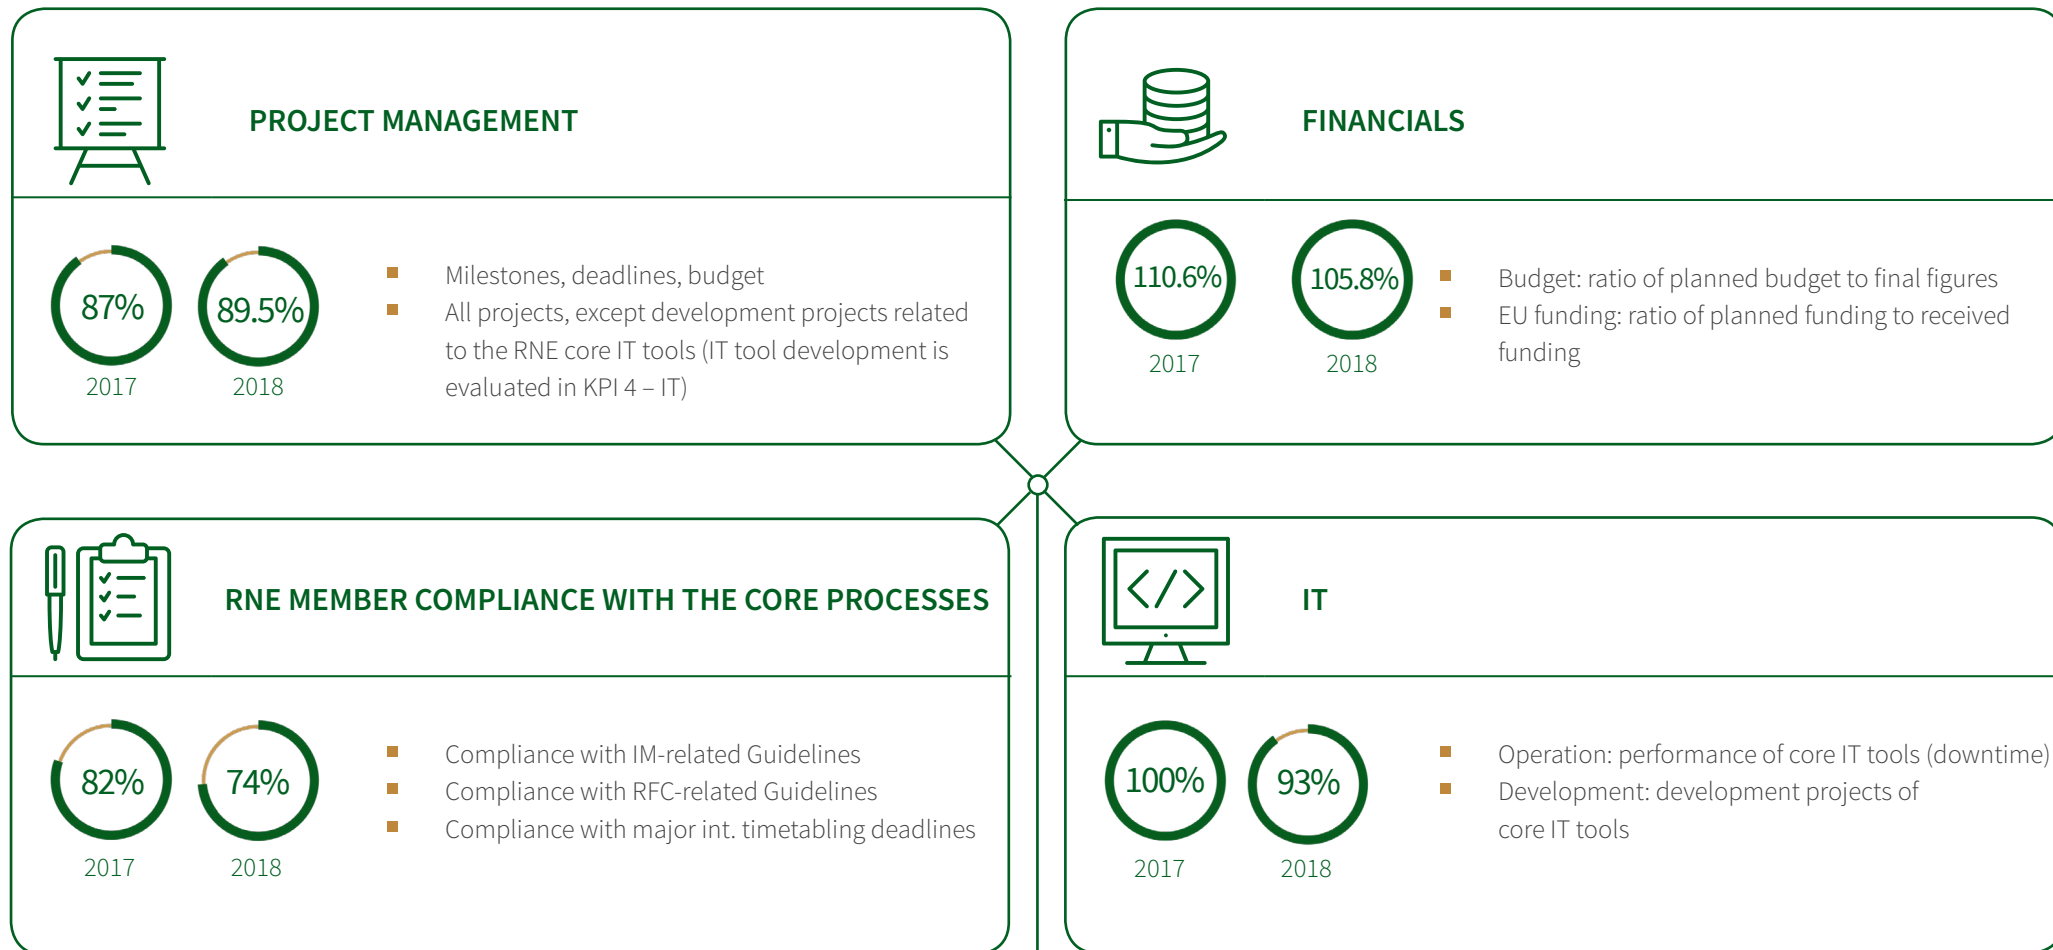 PROJECT MANAGEMENT
87%
2017
89.5%
2018
Milestones, deadlines, budget
All projects, except development projects related
to the RNE core IT tools (IT tool development is
evaluated in KPI 4 – IT)
FINANCIALS
110.6%
2017
105.8%
2018
Budget: ratio of planned budget to final figures
EU funding: ratio of planned funding to received
funding
RNE MEMBER COMPLIANCE WITH THE CORE PROCESSES
82%
2017
74%
2018
Compliance with IM-related Guidelines
Compliance with RFC-related Guidelines
Compliance with major int. timetabling deadlines
IT
100%
2017
93%
2018
Operation: performance of core IT tools (downtime)
Development: development projects of
core IT tools